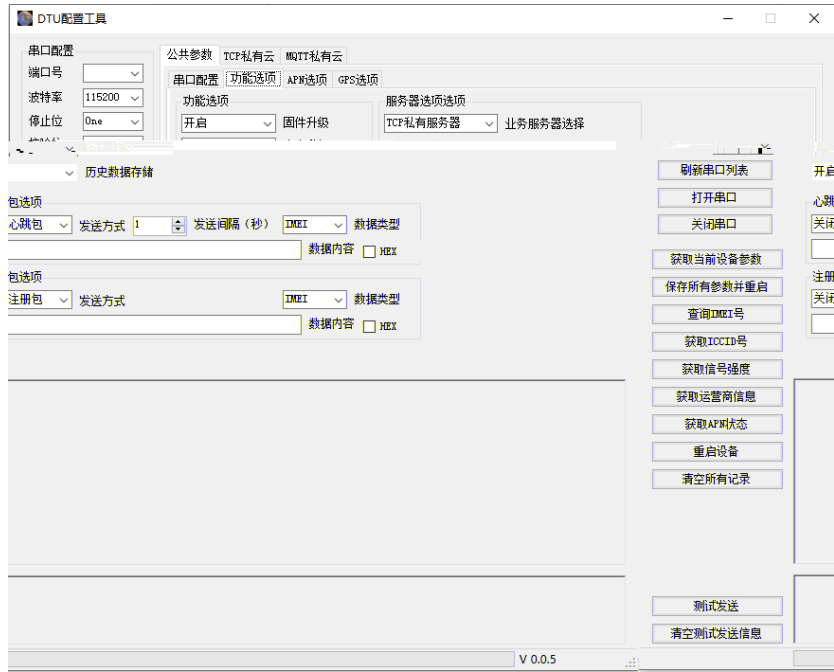 DTU配置工具
串口配置
公共参数 TCP私有云 MQTT私有云
端口号
串口配置 功能选项 APN选项 GPS选项
波特率 115200
功能选项 服务器选项选项
停止位 One
开启 固件升级 TCP私有服务器 业务服务器选择
历史数据存储
刷新串口列表
开启
包选项
打开串口
心跳包 发送方式 1 发送间隔（秒） IMEI 数据类型
关闭串口
数据内容 HEX
获取当前设备参数
包选项
注册
保存所有参数并重启
注册包 发送方式 IMEI 数据类型
查询IMEI号
数据内容 HEX
获取ICCID号
获取信号强度
获取运营商信息
获取APN状态
重启设备
清空所有记录
测试发送
清空测试发送信息
V 0.0.5